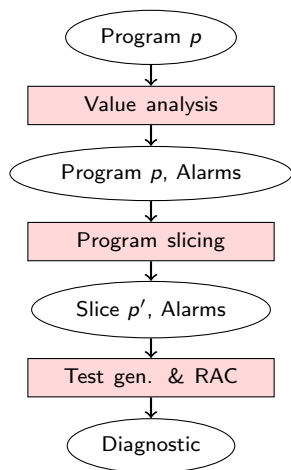 Program p
Value analysis
Program p, Alarms
Program slicing
Slice p′, Alarms
Test gen. & RAC
Diagnostic